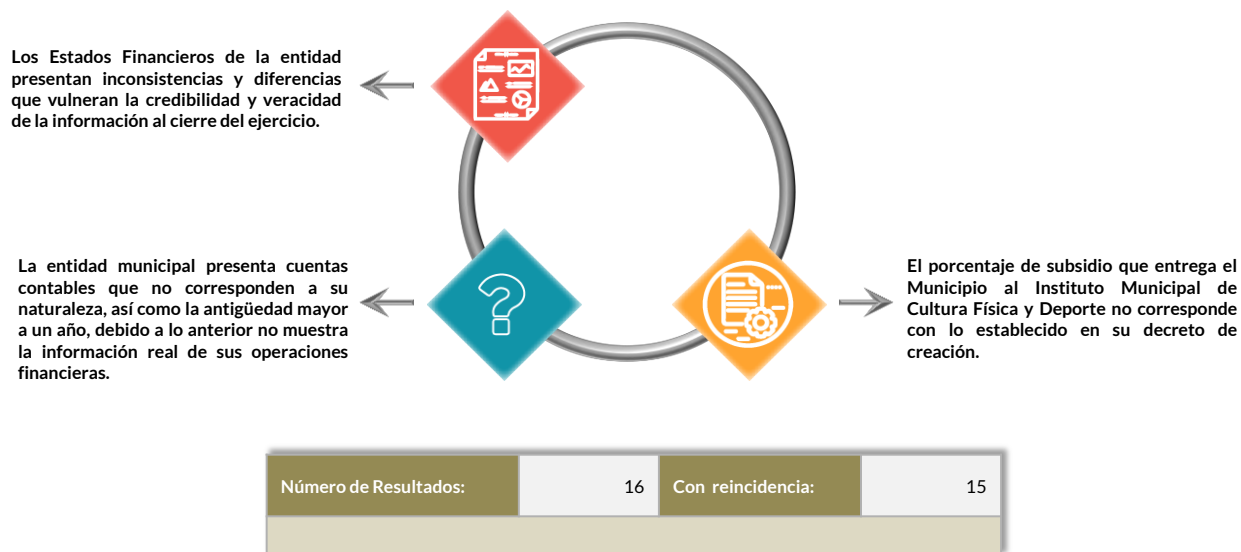 Los Estados Financieros de la entidad
presentan inconsistencias y diferencias
que vulneran la credibilidad y veracidad
de la información al cierre del ejercicio.
La entidad municipal presenta cuentas
contables que no corresponden a su
naturaleza, así como la antigüedad mayor
a un año, debido a lo anterior no muestra
la información real de sus operaciones
financieras.
El porcentaje de subsidio que entrega el
Municipio al Instituto Municipal de
Cultura Física y Deporte no corresponde
con lo establecido en su decreto de
creación.
Número de Resultados: 16 Con reincidencia: 15